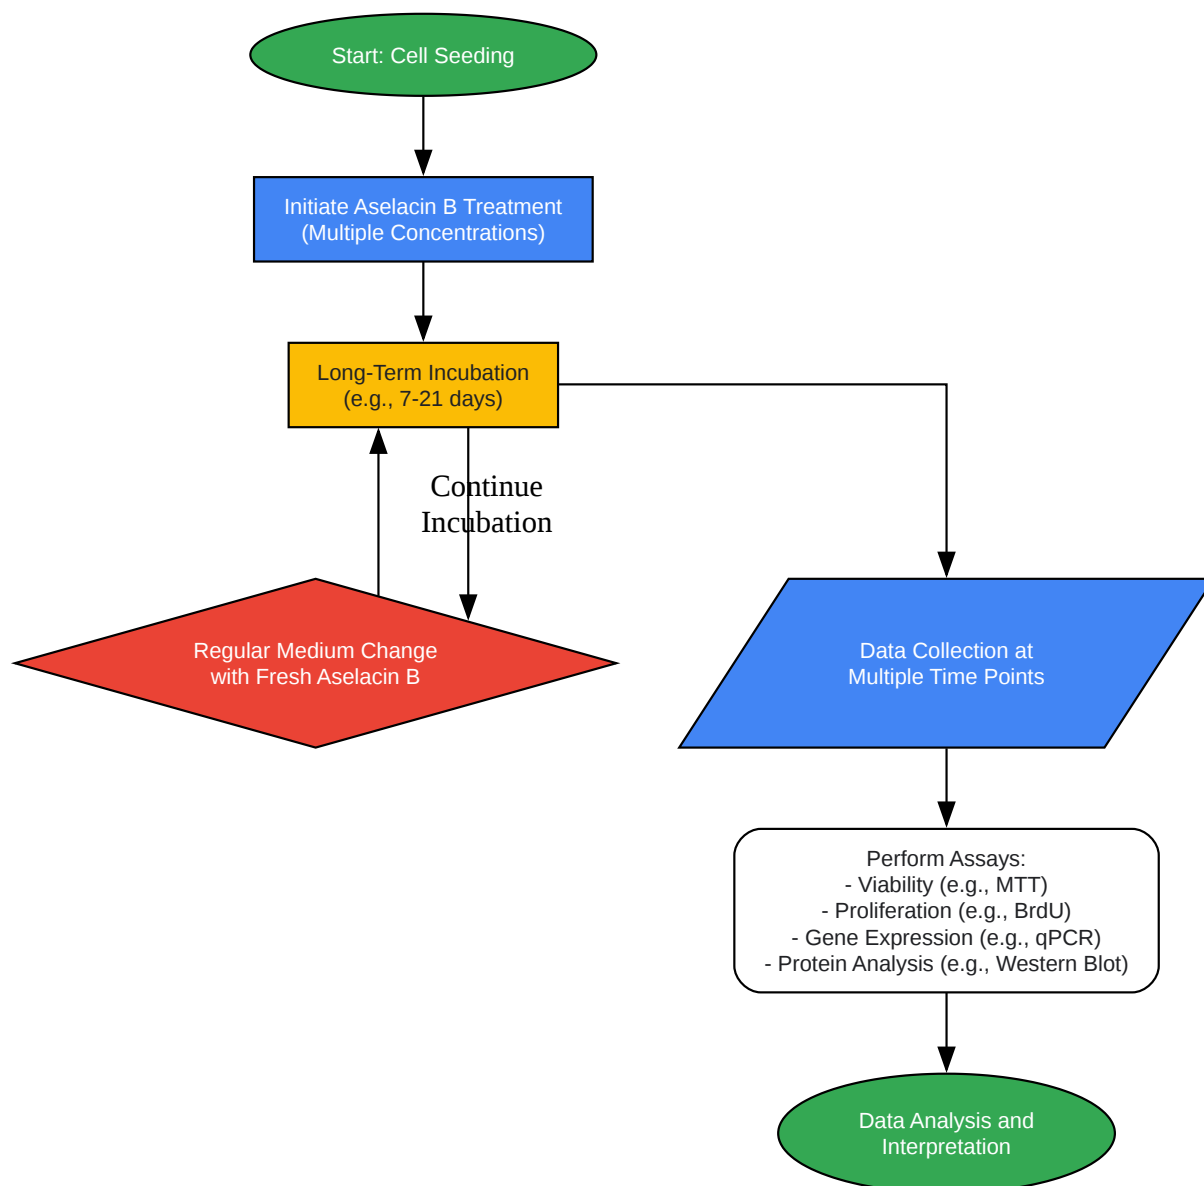 Start: Cell Seeding
Initiate Aselacin B Treatment
(Multiple Concentrations)
Long-Term Incubation
(e.g., 7-21 days)
Continue
Incubation
Regular Medium Change
with Fresh Aselacin B
Data Collection at
Multiple Time Points
Perform Assays:
- Viability (e.g., MTT)
- Proliferation (e.g., BrdU)
- Gene Expression (e.g., qPCR)
- Protein Analysis (e.g., Western Blot)
Data Analysis and
Interpretation